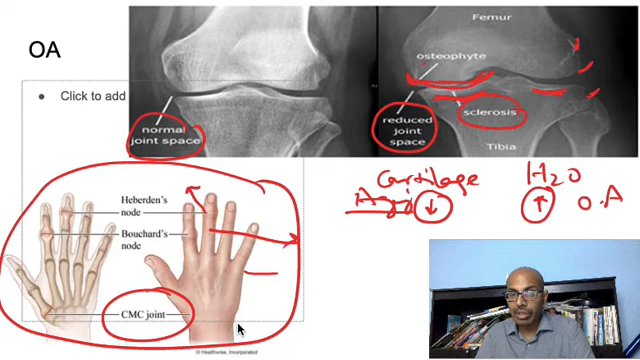 OA
Click to add
Femur
osteophyte
normal
joint space
reduced
joint
space
sclerosis
Tibia
Cartilage
H2O
O.A
Heberden's
node
Bouchard's
node
CMC joint
© Healthwise, Incorporated